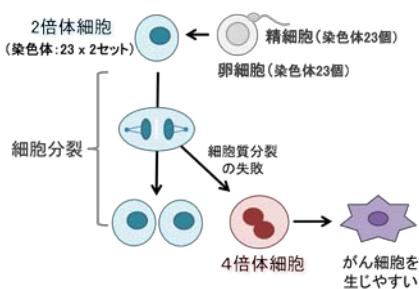 2倍体細胞
(染色体:23 x 2セット)
精細胞(染色体23個)
卵細胞(染色体23個)
細胞分裂
細胞質分裂
の失敗
4倍体細胞
がん細胞を
生じやすい